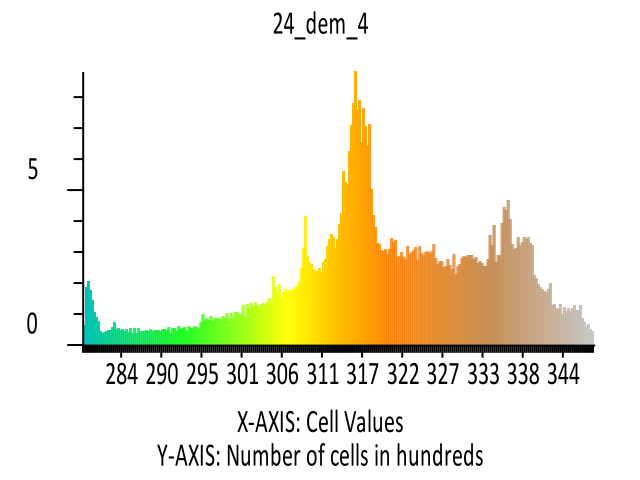 24_dem_4
5
0
284 290 295 301 306 311 317 322 327 333 338 344
X-AXIS: Cell Values
Y-AXIS: Number of cells in hundreds